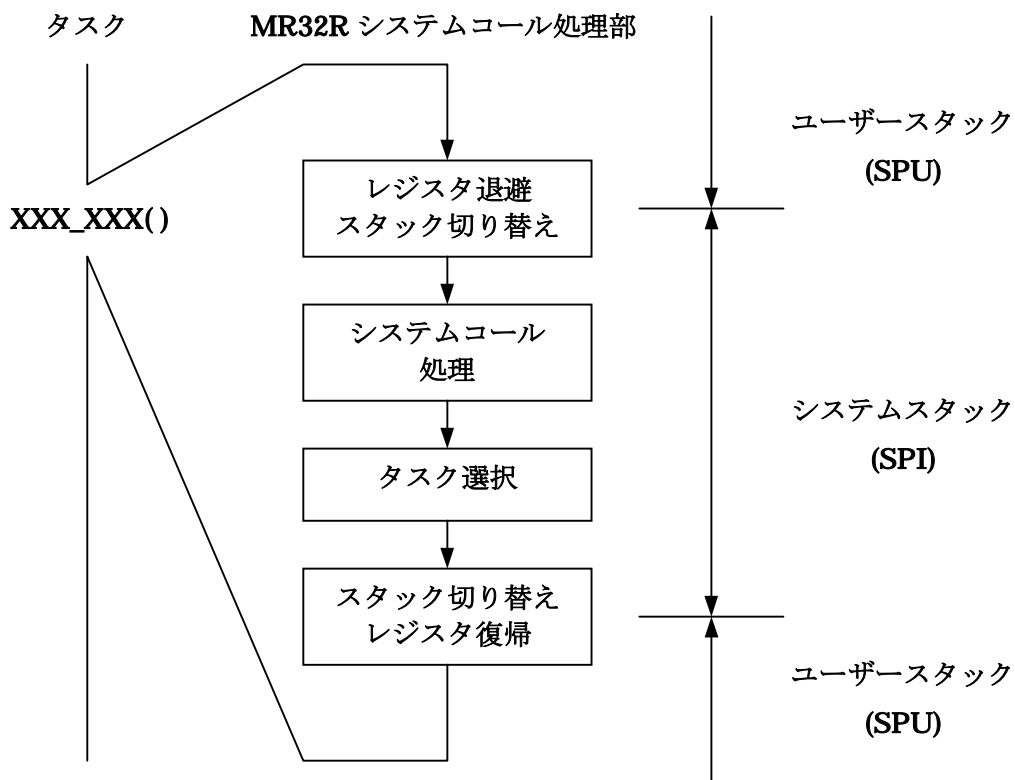 タスク
MR32R システムコール処理部
ユーザースタック
(SPU)
XXX_XXX( )
レジスタ退避
スタック切り替え
システムコール
処理
システムスタック
(SPI)
タスク選択
スタック切り替え
レジスタ復帰
ユーザースタック
(SPU)